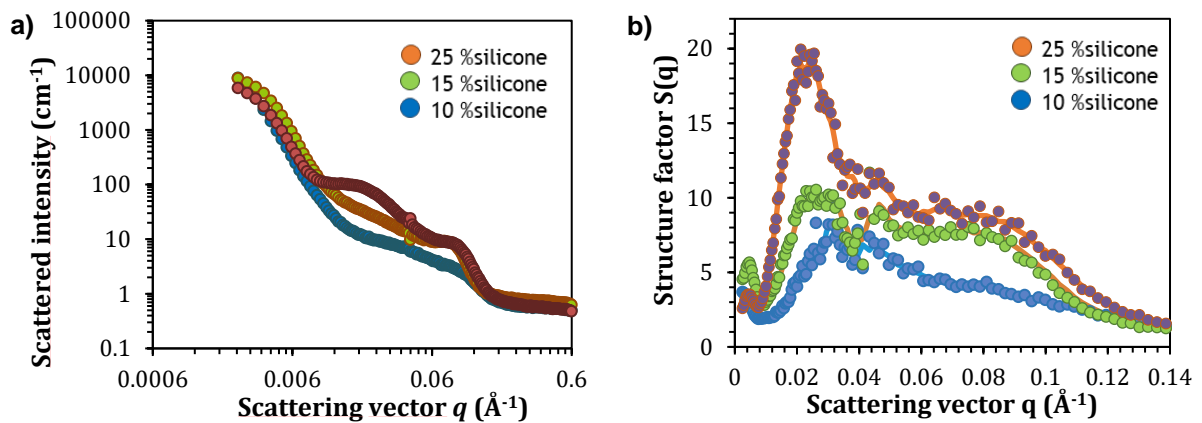 a)
Scattered intensity (cm⁻¹)
100000
10000
1000
100
10
1
0.1
25 %silicone
15 %silicone
10 %silicone
0.0006 0.006 0.06 0.6
Scattering vector q (Å⁻¹)
b)
Structure factor S(q)
20
15
10
5
0
25 %silicone
15 %silicone
10 %silicone
0 0.02 0.04 0.06 0.08 0.1 0.12 0.14
Scattering vector q (Å⁻¹)